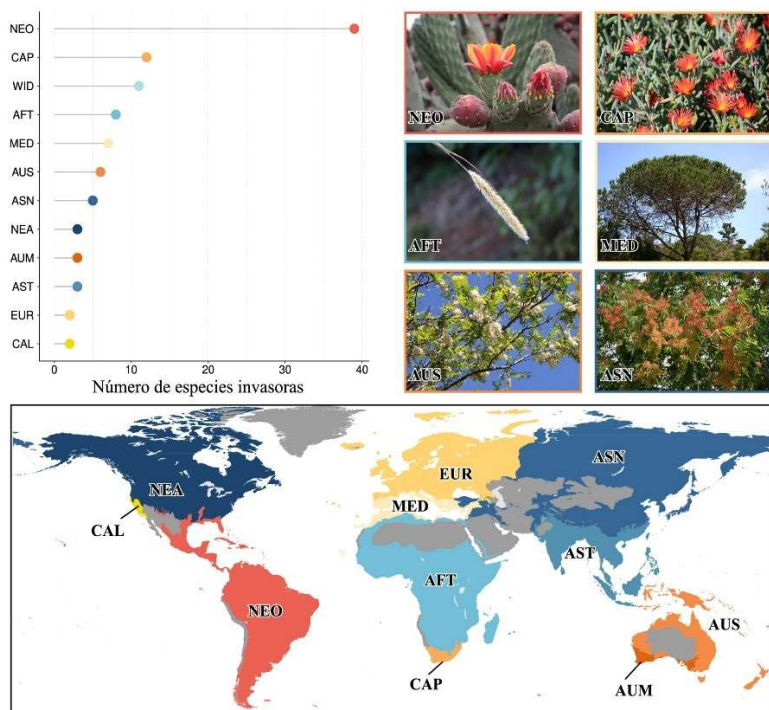 NEO
CAP
WID
AFT
MED
AUS
ASN
NEA
AUM
AST
EUR
CAL
0
10
20
30
40
Número de especies invasoras
NEO
CAP
AFT
MED
AUS
ASN
NEA
CAL
NEO
EUR
MED
AFT
CAP
ASN
AST
AUS
AUM